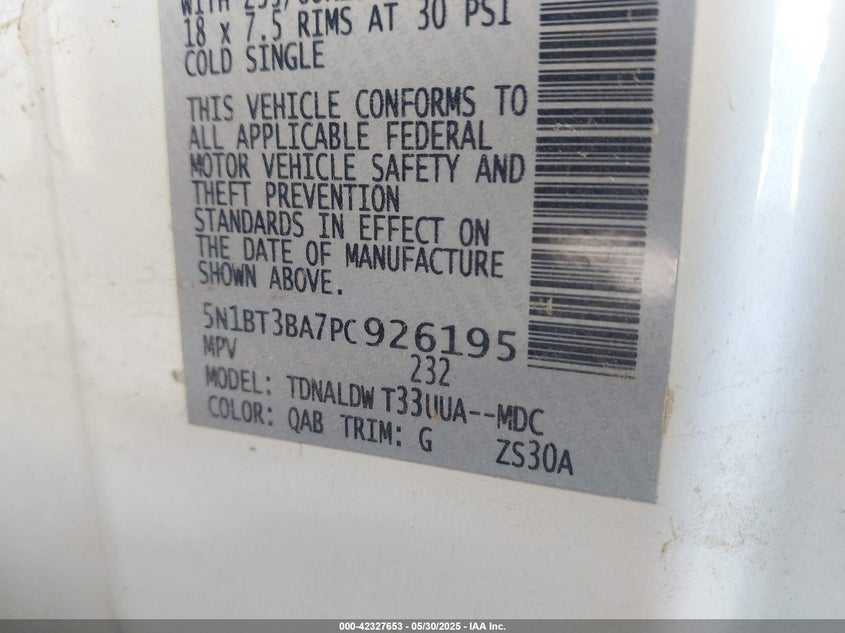 WITH
18 x 7.5 RIMS AT 30 PSI
COLD SINGLE
THIS VEHICLE CONFORMS TO
ALL APPLICABLE FEDERAL
MOTOR VEHICLE SAFETY AND
THEFT PREVENTION
STANDARDS IN EFFECT ON
THE DATE OF MANUFACTURE
SHOWN ABOVE.
5N1BT3BA7PC926195
MPV 232
MODEL: TDNALDW T33UUA--MDC
COLOR: QAB TRIM: G ZS30A
000-42327653 — 05/30/2025 - IAA Inc.